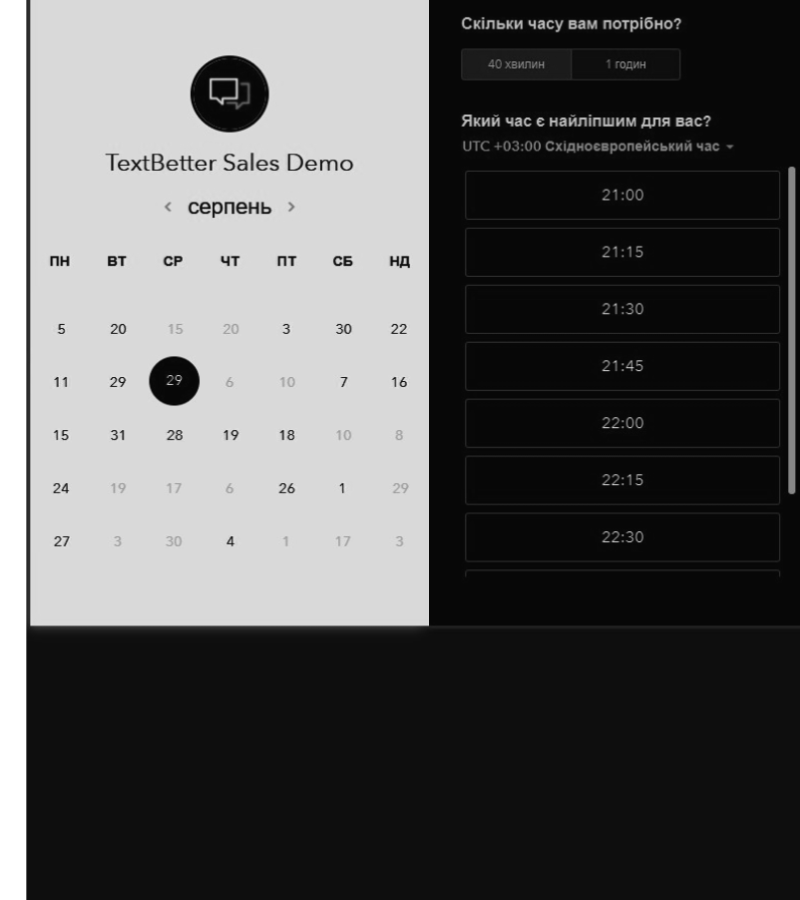 TextBetter Sales Demo
серпень
ПН ВТ СР ЧТ ПТ СБ НД
5 20 15 20 3 30 22
11 29 29 6 10 7 16
15 31 28 19 18 10 8
24 19 17 6 26 1 29
27 3 30 4 1 17 3
Скільки часу вам потрібно?
40 хвилин 1 годин
Який час є найліпшим для вас?
UTC +03:00 Східноєвропейський час
21:00
21:15
21:30
21:45
22:00
22:15
22:30